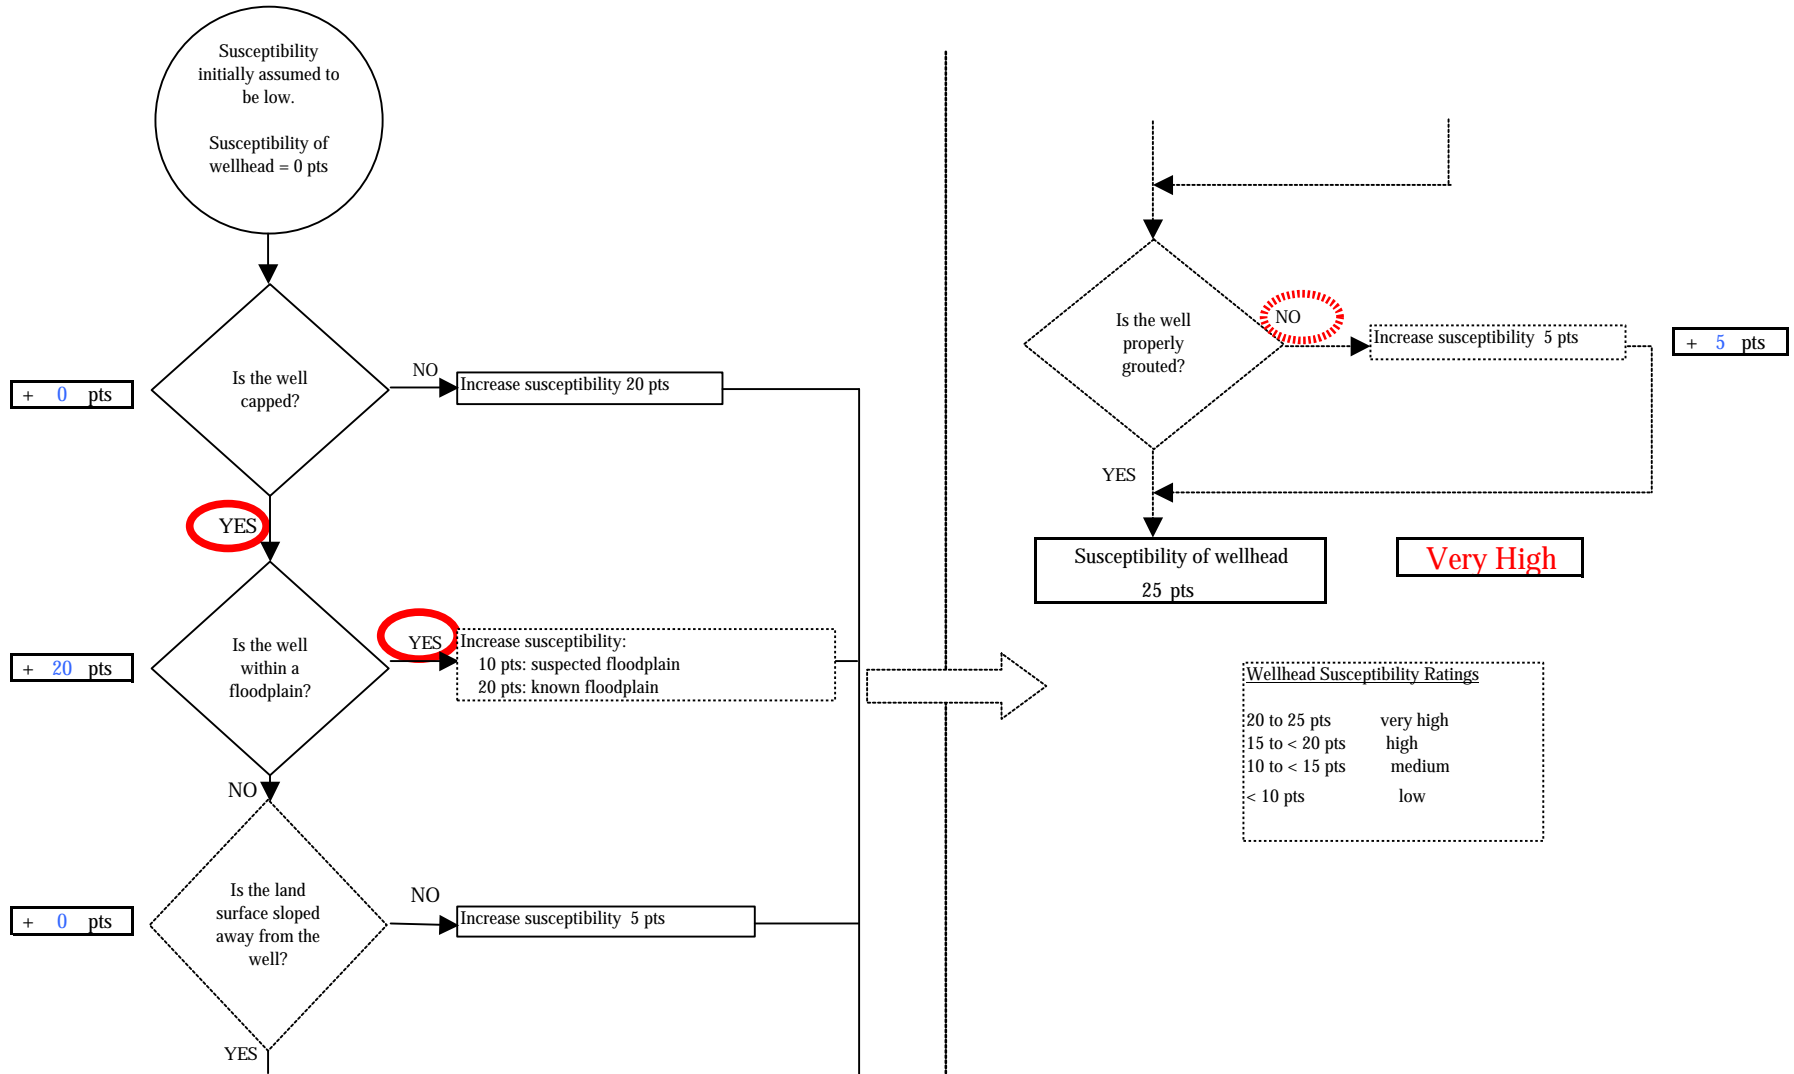 Susceptibility
initially assumed to
be low.
Susceptibility of
wellhead = 0 pts
+ 0 pts
Is the well
capped?
NO
Increase susceptibility 20 pts
YES
+ 20 pts
Is the well
within a
floodplain?
YES
Increase susceptibility:
10 pts: suspected floodplain
20 pts: known floodplain
NO
+ 0 pts
Is the land
surface sloped
away from the
well?
NO
Increase susceptibility 5 pts
YES
Is the well
properly
grouted?
NO
Increase susceptibility 5 pts
+ 5 pts
YES
Susceptibility of wellhead
25 pts
Very High
Wellhead Susceptibility Ratings
20 to 25 pts very high
15 to < 20 pts high
10 to < 15 pts medium
< 10 pts low